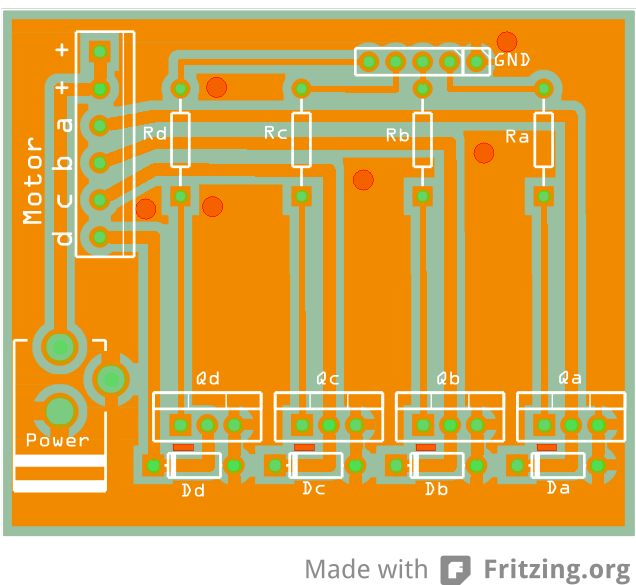 +
GND
+
a
Rd Rc Rb Ra
b
Motor
c
d
Qd Qc Qb Qa
Power
Dd Dc Db Da
Made with Fritzing.org